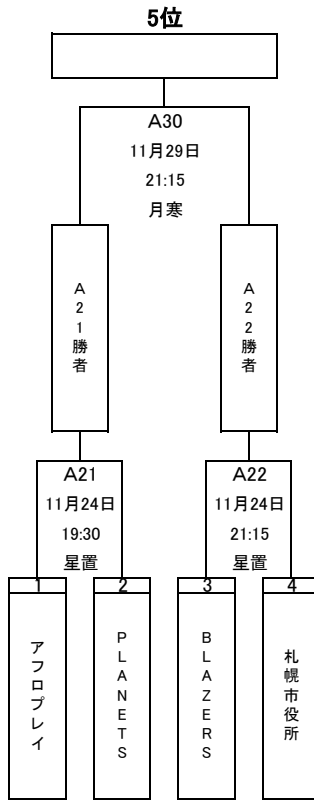 5位
A30
11月29日
21:15
月寒
A21勝者
A22勝者
A21
11月24日
19:30
星置
A22
11月24日
21:15
星置
1
2
3
4
アフロプレイ
PLANETS
BLAZERS
札幌市役所